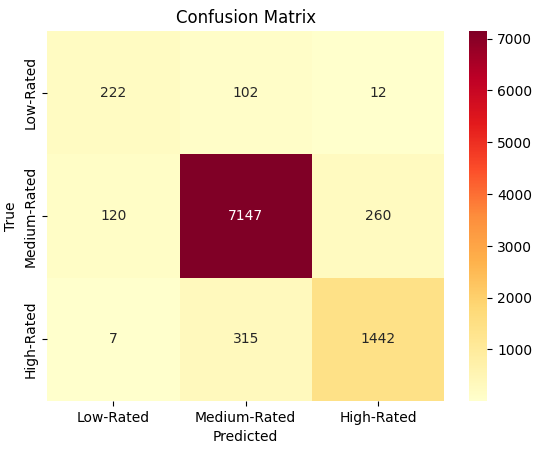 Confusion Matrix
True
Low-Rated
222 102 12
Medium-Rated
120 7147 260
High-Rated
7 315 1442
Low-Rated Medium-Rated High-Rated
Predicted
7000
6000
5000
4000
3000
2000
1000